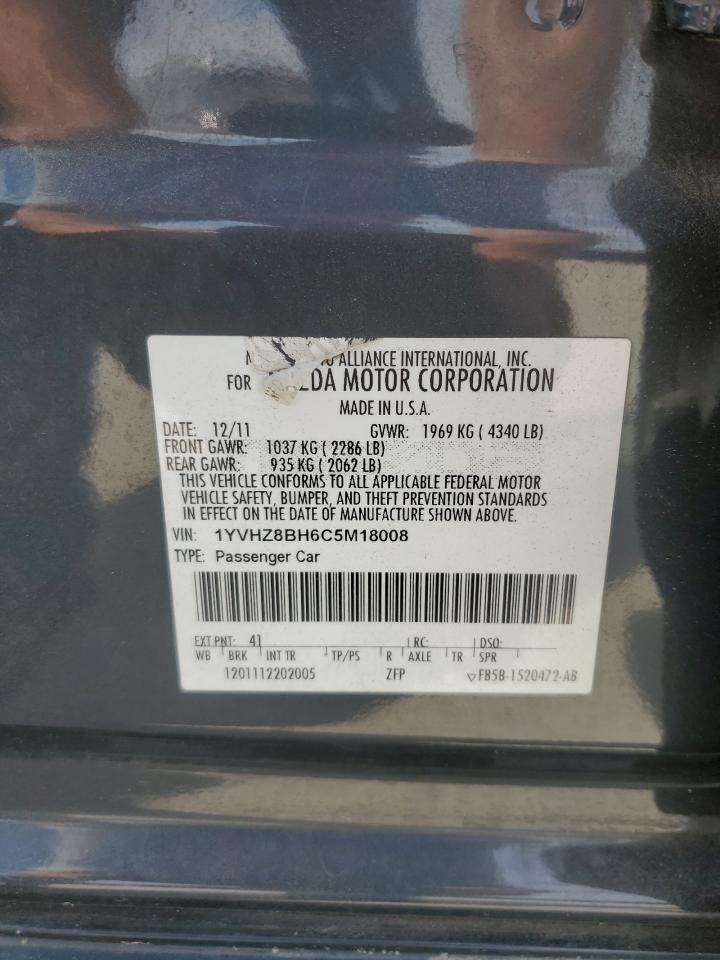 ALLIANCE INTERNATIONAL, INC.
FOR MOTOR CORPORATION
MADE IN U.S.A.
DATE: 12/11 GVWR: 1969 KG ( 4340 LB)
FRONT GAWR: 1037 KG ( 2286 LB)
REAR GAWR: 935 KG ( 2062 LB)
THIS VEHICLE CONFORMS TO ALL APPLICABLE FEDERAL MOTOR
VEHICLE SAFETY, BUMPER, AND THEFT PREVENTION STANDARDS
IN EFFECT ON THE DATE OF MANUFACTURE SHOWN ABOVE.
VIN: 1YVHZ8BH6C5M18008
TYPE: Passenger Car
EXT PNT: 41 RC: DSO:
WB BRK INT TR TP/PS R AXLE TR SPR
1201112202005 ZFP F85B-1520472-AB